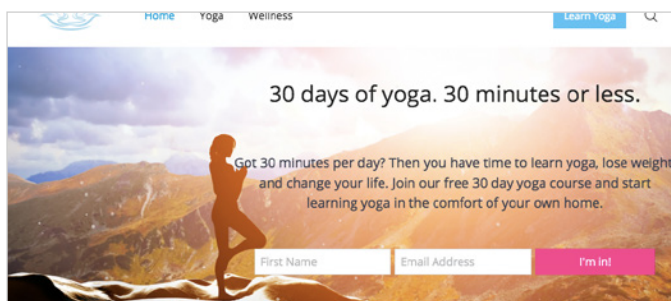 Home Yoga Wellness Learn Yoga
30 days of yoga. 30 minutes or less.
Got 30 minutes per day? Then you have time to learn yoga, lose weight
and change your life. Join our free 30 day yoga course and start
learning yoga in the comfort of your own home.
First Name Email Address I'm in!